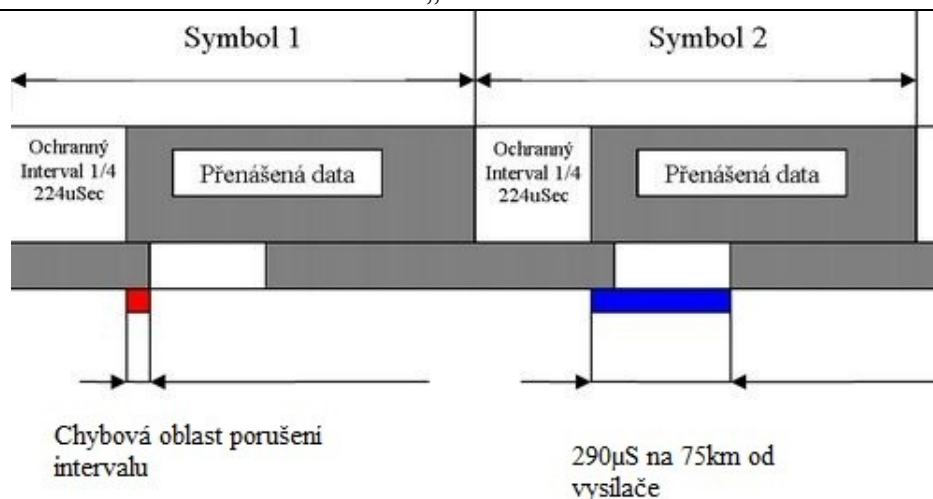 „
Symbol 1
Symbol 2
Ochranný
Interval 1/4
224uSec
Přenášená data
Ochranný
Interval 1/4
224uSec
Přenášená data
Chybová oblast porušení
intervalu
290µS na 75km od
vysílače